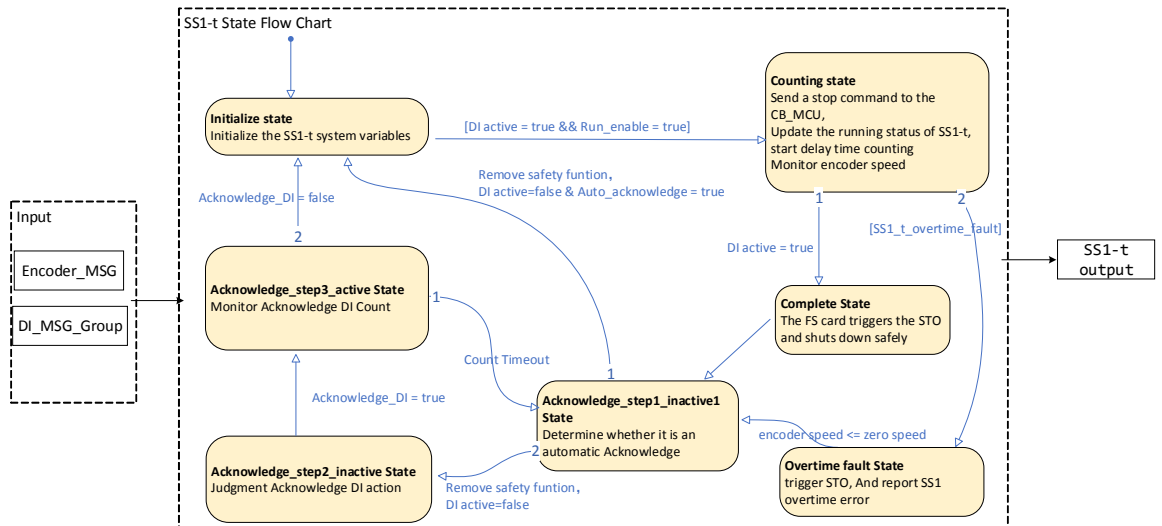 SS1-t State Flow Chart
Initialize state
Initialize the SS1-t system variables
[DI active = true && Run_enable = true]
Counting state
Send a stop command to the
CB_MCU,
Update the running status of SS1-t,
start delay time counting
Monitor encoder speed
1
2
Remove safety funtion，
DI active=false & Auto_acknowledge = true
Acknowledge_DI = false
2
[SS1_t_overtime_fault]
DI active = true
Input
Encoder_MSG
DI_MSG_Group
SS1-t
output
Acknowledge_step3_active State
Monitor Acknowledge DI Count
1
Complete State
The FS card triggers the STO
and shuts down safely
Count Timeout
1
Acknowledge_step1_inactive1
State
Determine whether it is an
automatic Acknowledge
2
Acknowledge_DI = true
encoder speed <= zero speed
Acknowledge_step2_inactive State
Judgment Acknowledge DI action
Remove safety funtion，
DI active=false
Overtime fault State
trigger STO, And report SS1
overtime error